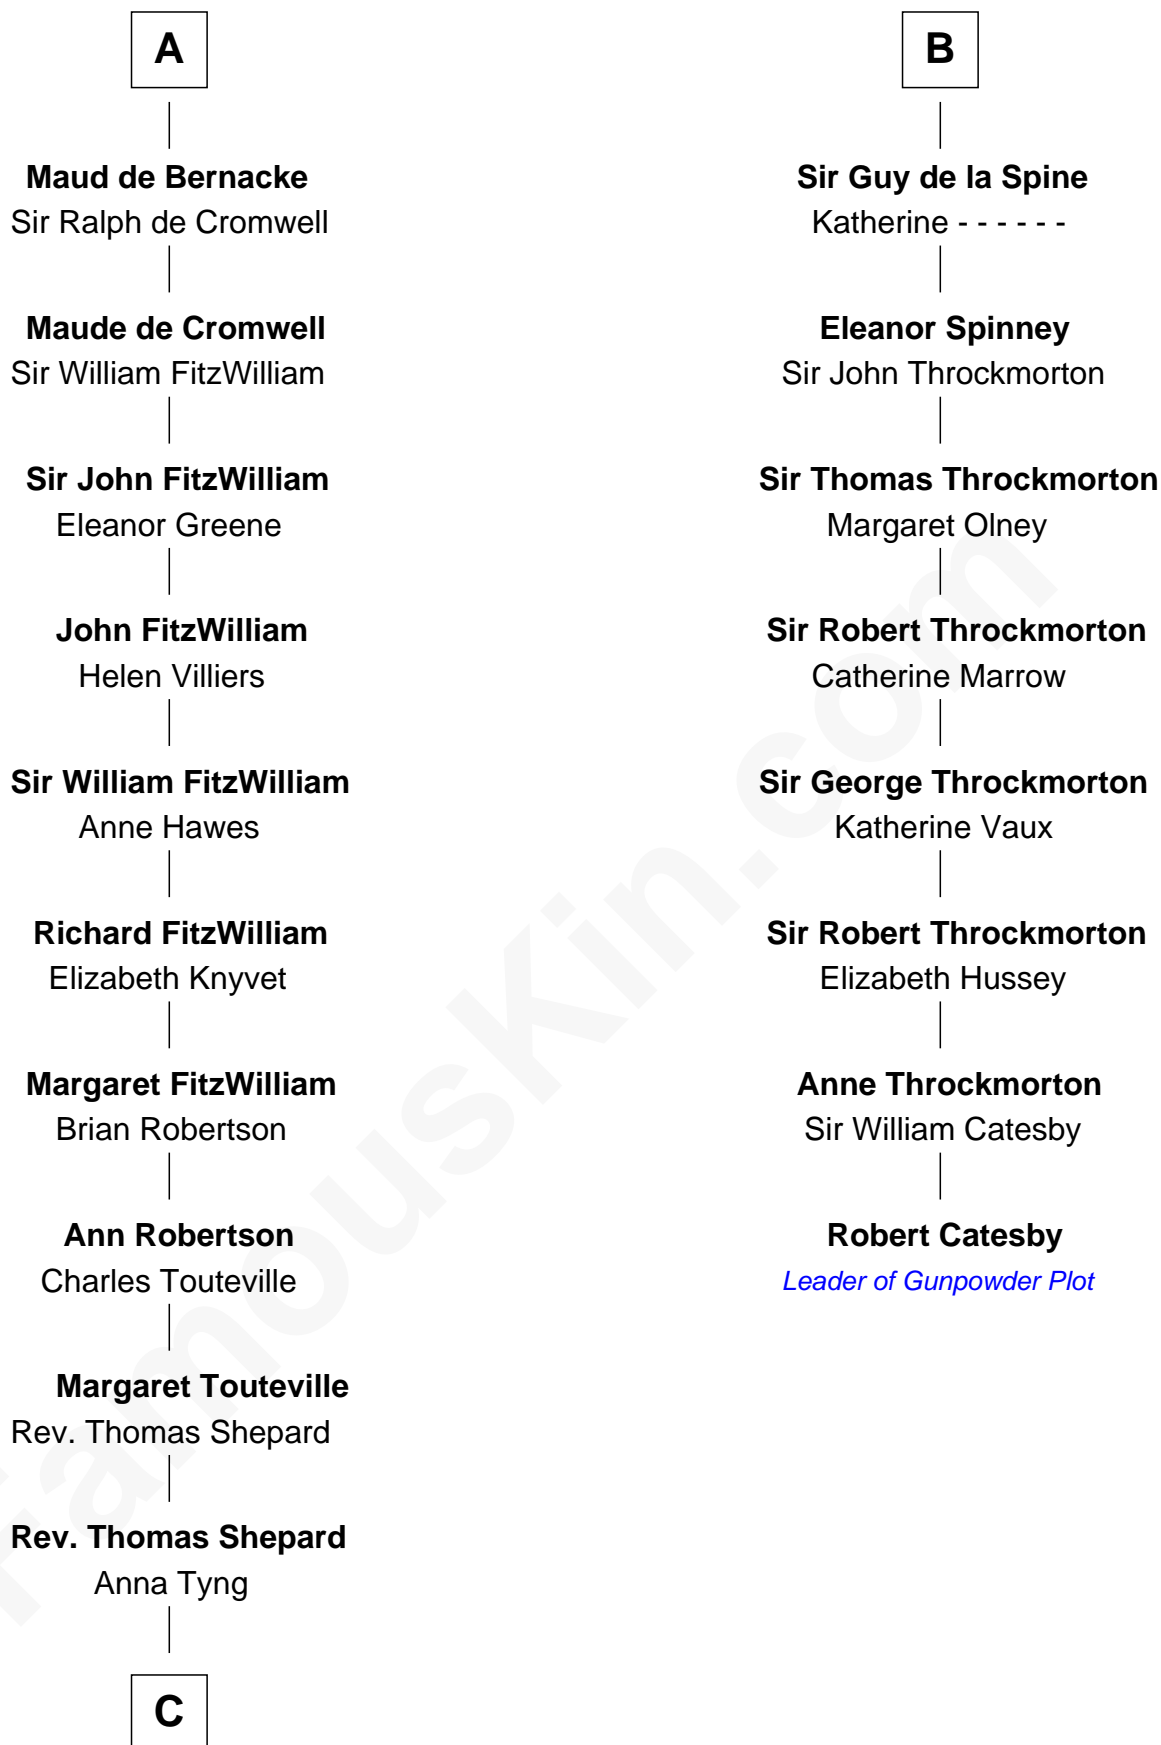 A
Maud de Bernacke
Sir Ralph de Cromwell
Maude de Cromwell
Sir William FitzWilliam
Sir John FitzWilliam
Eleanor Greene
John FitzWilliam
Helen Villiers
Sir William FitzWilliam
Anne Hawes
Richard FitzWilliam
Elizabeth Knyvet
Margaret FitzWilliam
Brian Robertson
Ann Robertson
Charles Touteville
Margaret Touteville
Rev. Thomas Shepard
Rev. Thomas Shepard
Anna Tyng
C
B
Sir Guy de la Spine
Katherine - - - - - -
Eleanor Spinney
Sir John Throckmorton
Sir Thomas Throckmorton
Margaret Olney
Sir Robert Throckmorton
Catherine Marrow
Sir George Throckmorton
Katherine Vaux
Sir Robert Throckmorton
Elizabeth Hussey
Anne Throckmorton
Sir William Catesby
Robert Catesby
Leader of Gunpowder Plot
FamousKin.com